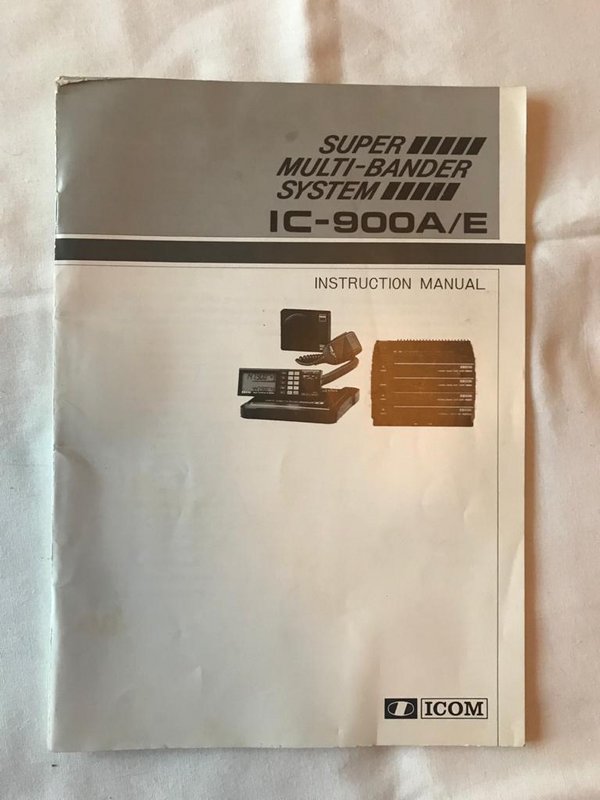 SUPER
MULTI-BANDER
SYSTEM
IC-900A/E
INSTRUCTION MANUAL
ICOM